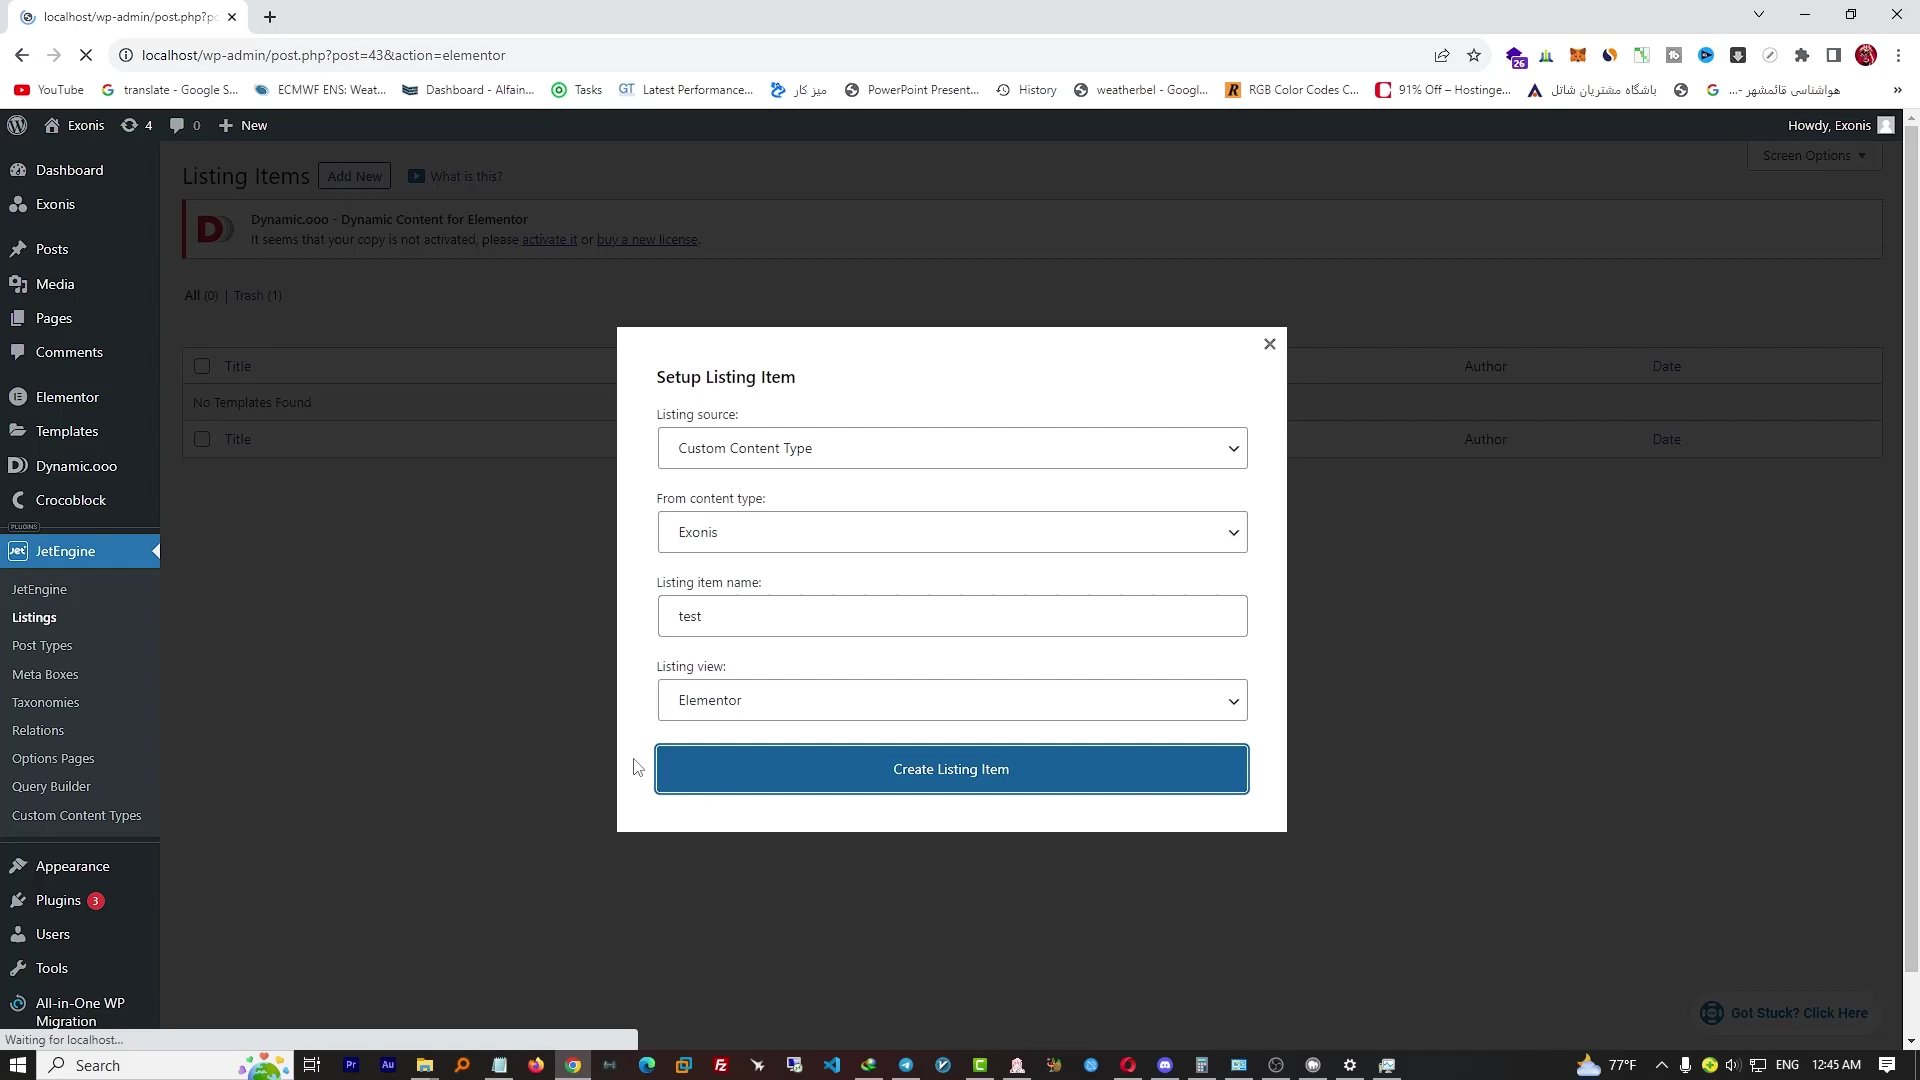 localhost/wp-admin/post.php?pc
localhost/wp-admin/post.php?post=43&action=elementor
26
YouTube
translate - Google S...
ECMWF ENS: Weat...
Dashboard - Alfain...
Tasks
GT Latest Performance...
میز کار
PowerPoint Present...
History
weatherbel - Googl...
R RGB Color Codes C...
91% Off – Hostinge...
باشگاه مشتریان شاتل
هواشناسی قائمشهر -...
»
Exonis
4
0
New
Howdy, Exonis
Dashboard
Exonis
Posts
Media
Pages
Comments
Elementor
Templates
Dynamic.ooo
Crocoblock
PLUGINS
Jet JetEngine
JetEngine
Listings
Post Types
Meta Boxes
Taxonomies
Relations
Options Pages
Query Builder
Custom Content Types
Appearance
Plugins 3
Users
Tools
All-in-One WP
Migration
Screen Options
Listing Items
Add New
What is this?
Dynamic.ooo - Dynamic Content for Elementor
It seems that your copy is not activated, please activate it or buy a new license.
All (0) | Trash (1)
Title
Author
Date
No Templates Found
Title
Author
Date
Setup Listing Item
Listing source:
Custom Content Type
From content type:
Exonis
Listing item name:
test
Listing view:
Elementor
Create Listing Item
Got Stuck? Click Here
Waiting for localhost...
Search
Pr
Au
Fz
77°F
ENG
12:45 AM